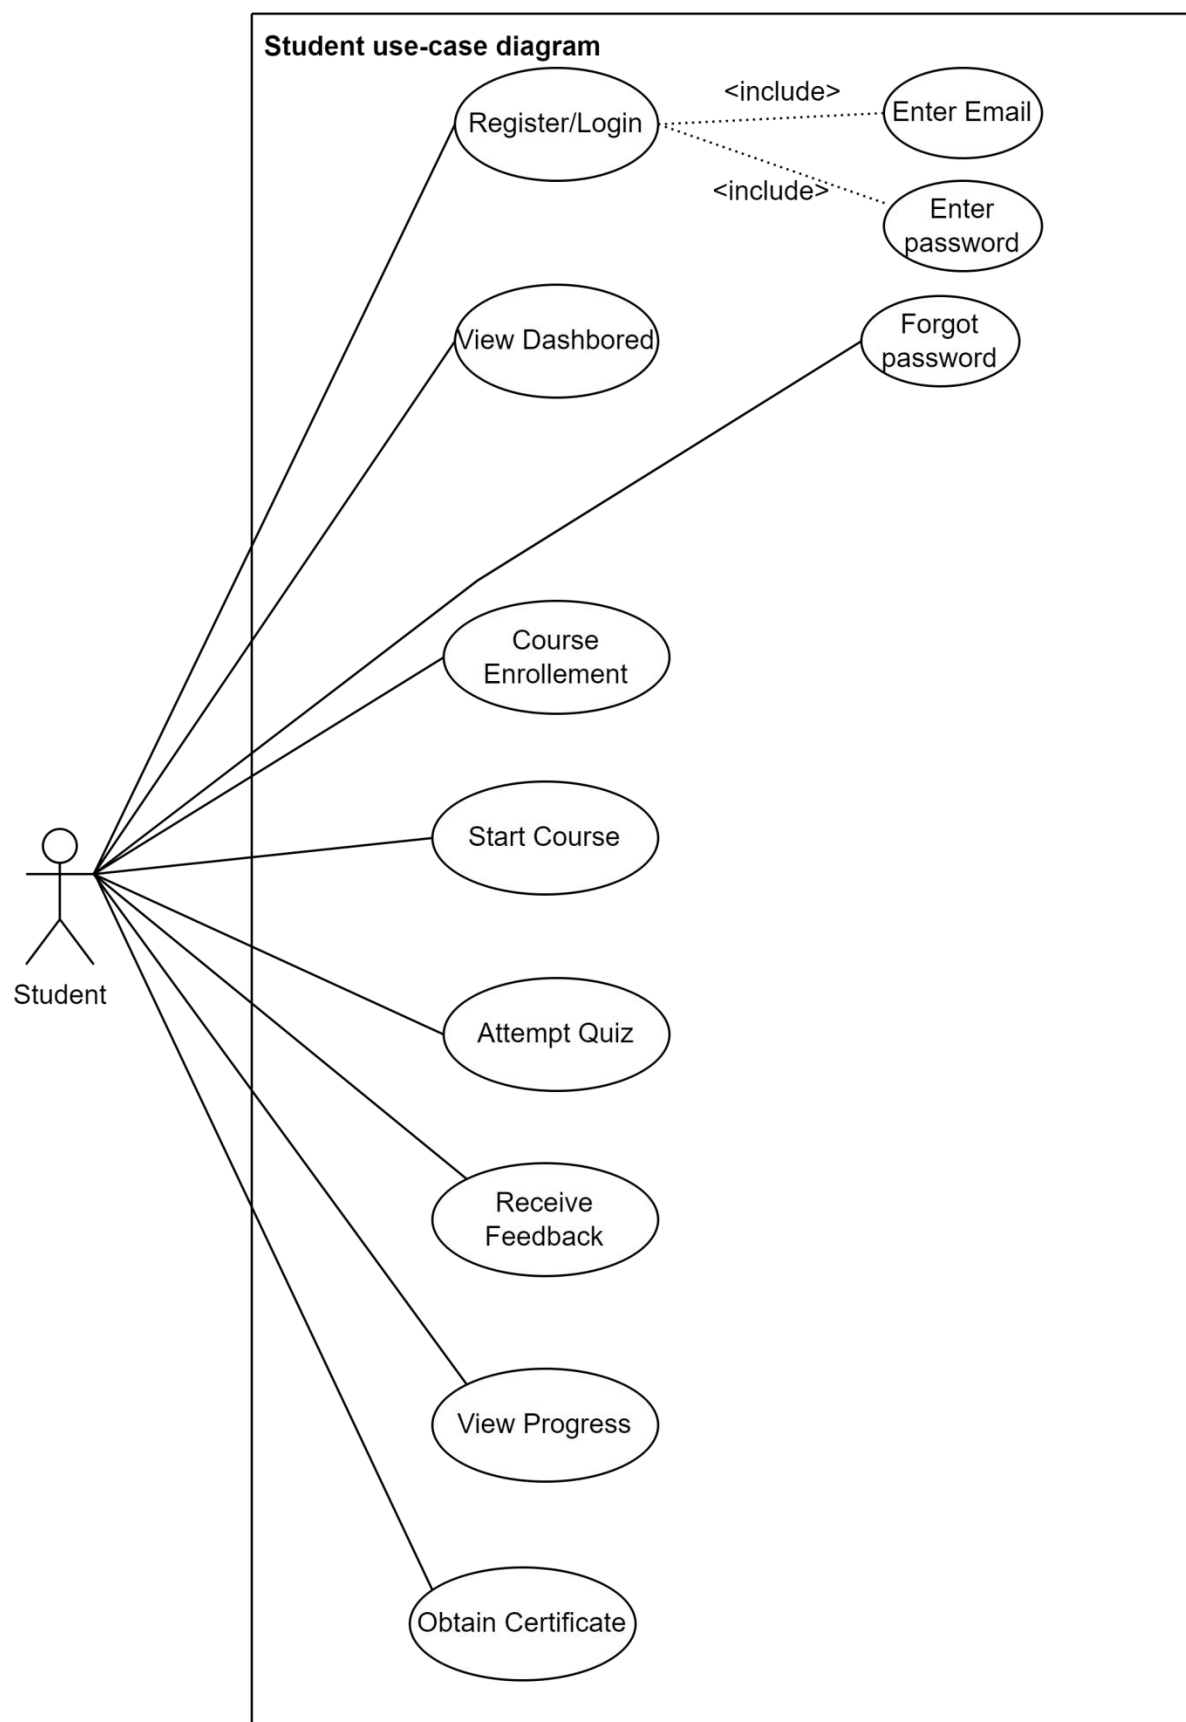 Student use-case diagram
Register/Login
<include>
Enter Email
<include>
Enter
password
View Dashbored
Forgot
password
Course
Enrollement
Start Course
Student
Attempt Quiz
Receive
Feedback
View Progress
Obtain Certificate